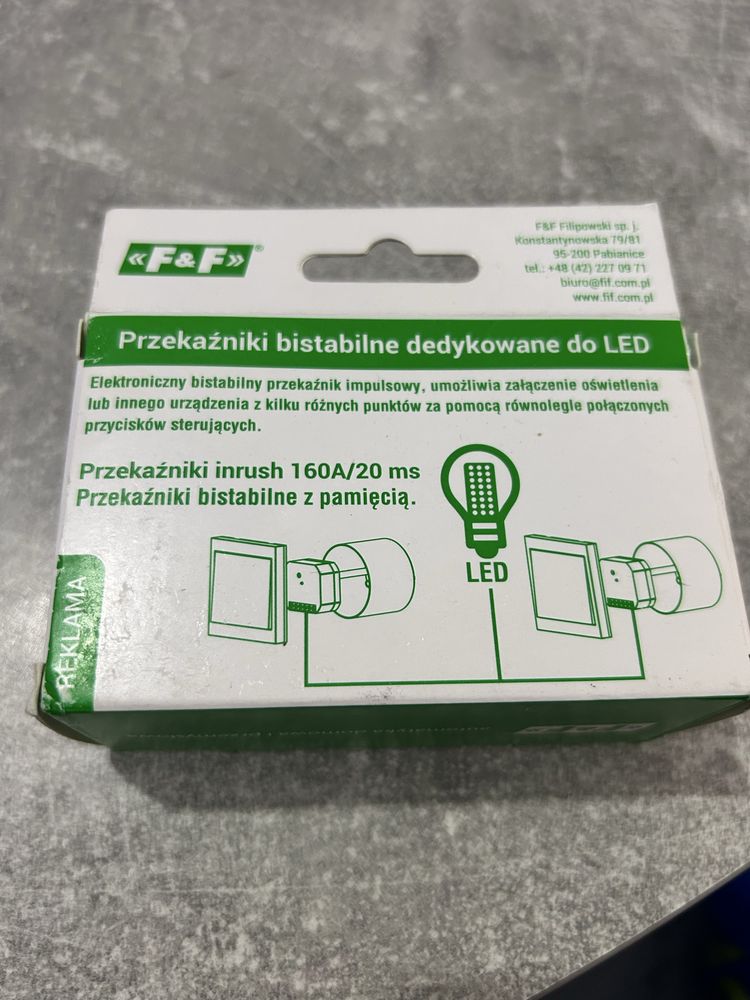 «F&F»®
F&F Filipowski sp. j.
Konstantynowska 79/81
95-200 Pabianice
tel.: +48 (42) 227 09 71
biuro@fif.com.pl
www.fif.com.pl
Przekaźniki bistabilne dedykowane do LED
Elektroniczny bistabilny przekaźnik impulsowy, umożliwia załączenie oświetlenia
lub innego urządzenia z kilku różnych punktów za pomocą równolegle połączonych
przycisków sterujących.
Przekaźniki inrush 160A/20 ms
Przekaźniki bistabilne z pamięcią.
LED
REKLAMA